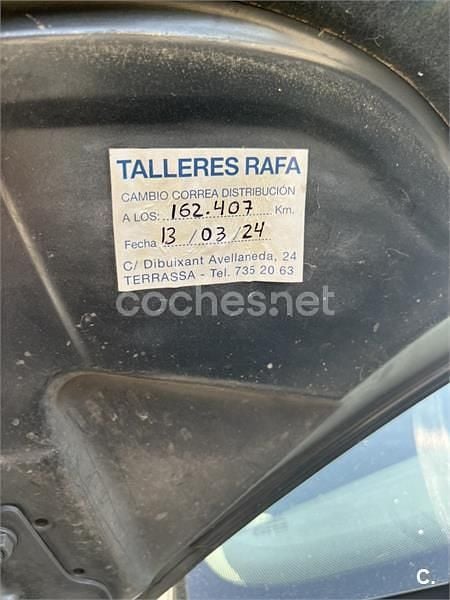 TALLERES RAFA
CAMBIO CORREA DISTRIBUCIÓN
A LOS: 162.407 Km.
Fecha 13 / 03 / 24
C/ Dibuixant Avellaneda, 24
TERRASSA - Tel. 735 20 63
coches.net
C.